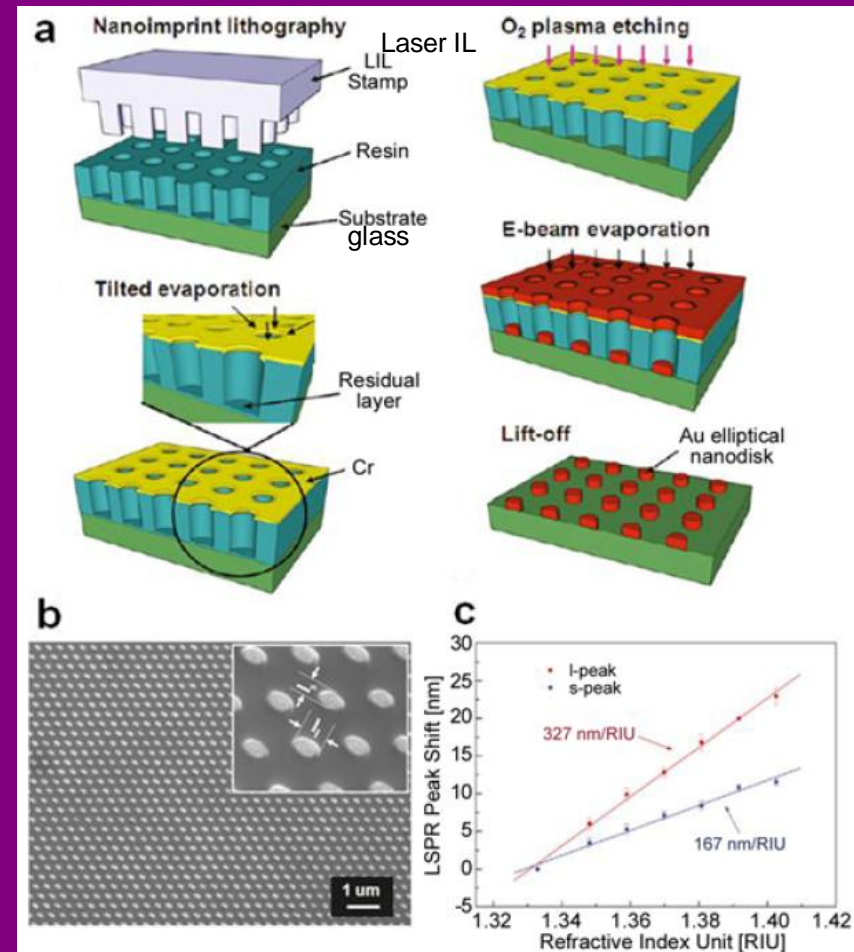 a
Nanoimprint lithography
Laser IL
LIL
Stamp
Resin
Substrate
glass
Tilted evaporation
Residual
layer
Cr
O2 plasma etching
E-beam evaporation
Lift-off
Au elliptical
nanodisk
b
1 um
c
LSPR Peak Shift [nm]
30
25
20
15
10
5
0
-5
l-peak
s-peak
327 nm/RIU
167 nm/RIU
1.32 1.34 1.36 1.38 1.40 1.42
Refractive Index Unit [RIU]